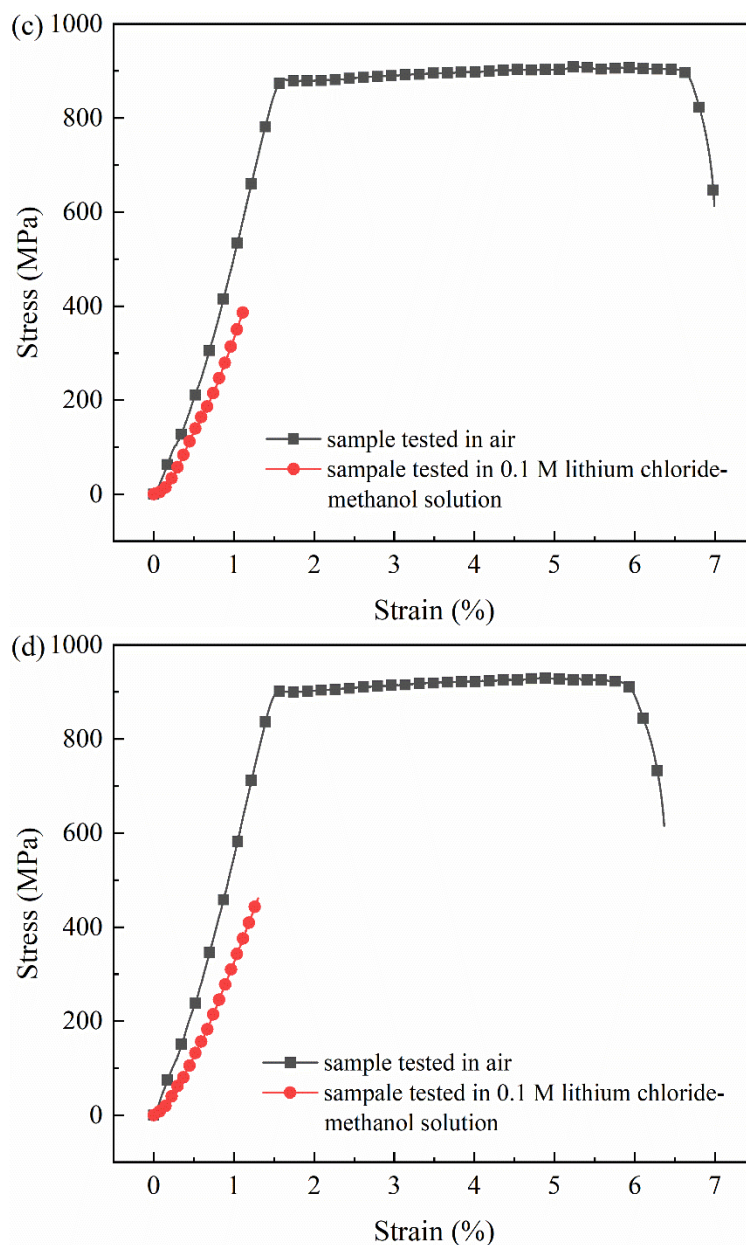 (c)
1000
800
600
400
200
0
Stress (MPa)
sample tested in air
sampale tested in 0.1 M lithium chloride-
methanol solution
0 1 2 3 4 5 6 7
Strain (%)
(d)
1000
800
600
400
200
0
Stress (MPa)
sample tested in air
sampale tested in 0.1 M lithium chloride-
methanol solution
0 1 2 3 4 5 6 7
Strain (%)